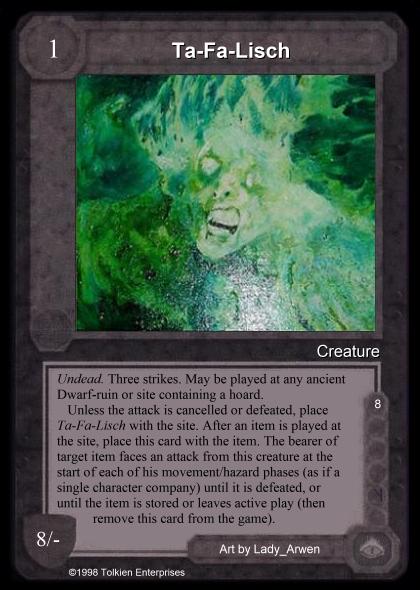 1
Ta-Fa-Lisch
Creature
Undead. Three strikes. May be played at any ancient
Dwarf-ruin or site containing a hoard.
Unless the attack is cancelled or defeated, place
Ta-Fa-Lisch with the site. After an item is played at
the site, place this card with the item. The bearer of
target item faces an attack from this creature at the
start of each of his movement/hazard phases (as if a
single character company) until it is defeated, or
until the item is stored or leaves active play (then
remove this card from the game).
8
8/-
Art by Lady_Arwen
©1998 Tolkien Enterprises